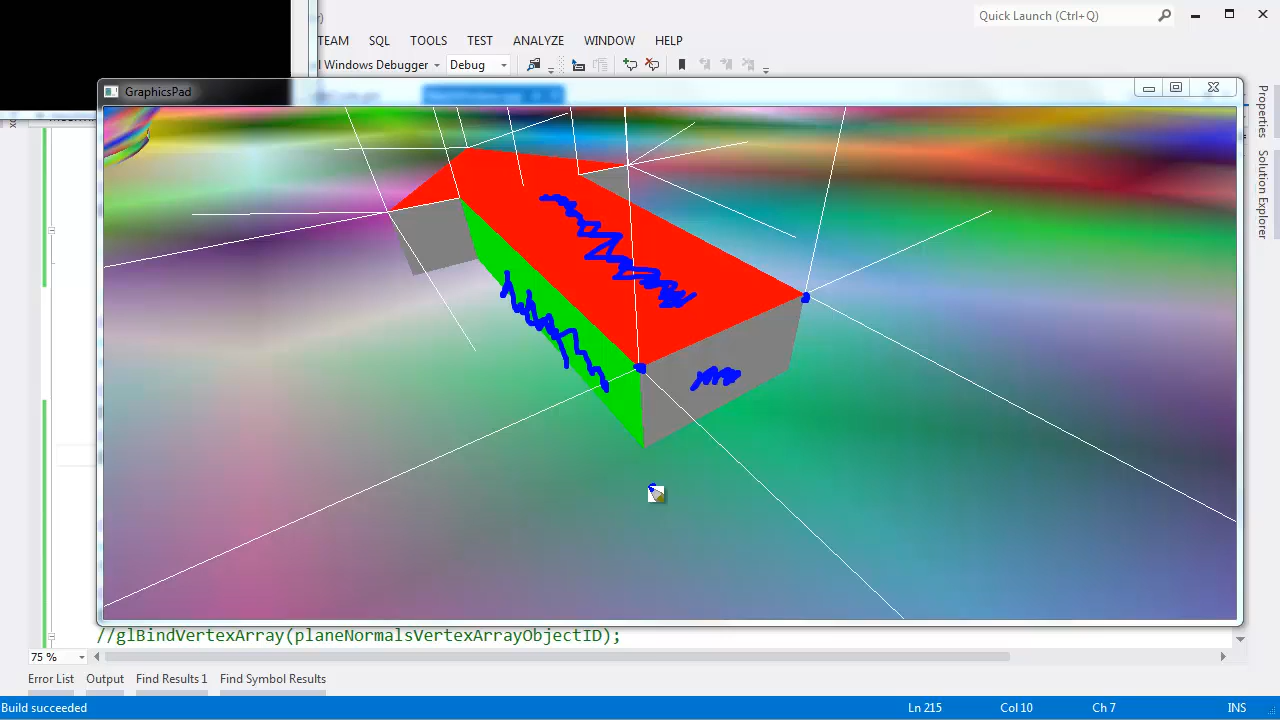 Quick Launch (Ctrl+Q)
TEAM SQL TOOLS TEST ANALYZE WINDOW HELP
l Windows Debugger Debug
GraphicsPad
Properties
Solution Explorer
//glBindVertexArray(planeNormalsVertexArrayObjectID);
75 %
Error List Output Find Results 1 Find Symbol Results
Build succeeded Ln 215 Col 10 Ch 7 INS